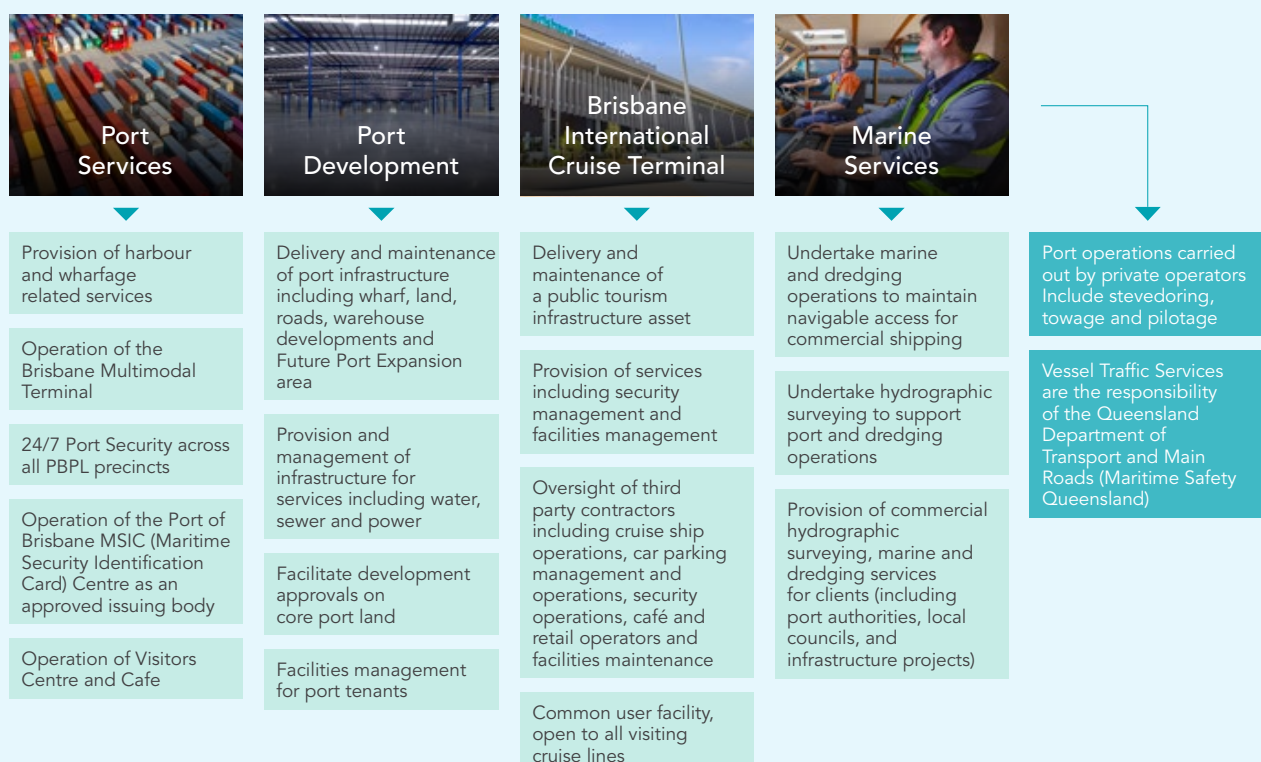 Port
Services
Provision of harbour
and wharfage
related services
Operation of the
Brisbane Multimodal
Terminal
24/7 Port Security across
all PBPL precincts
Operation of the Port of
Brisbane MSIC (Maritime
Security Identification
Card) Centre as an
approved issuing body
Operation of Visitors
Centre and Cafe
Port
Development
Delivery and maintenance
of port infrastructure
including wharf, land,
roads, warehouse
developments and
Future Port Expansion
area
Provision and
management of
infrastructure for
services including water,
sewer and power
Facilitate development
approvals on
core port land
Facilities management
for port tenants
Brisbane
International
Cruise Terminal
Delivery and
maintenance of
a public tourism
infrastructure asset
Provision of services
including security
management and
facilities management
Oversight of third
party contractors
including cruise ship
operations, car parking
management and
operations, security
operations, café and
retail operators and
facilities maintenance
Common user facility,
open to all visiting
cruise lines
Marine
Services
Undertake marine
and dredging
operations to maintain
navigable access for
commercial shipping
Undertake hydrographic
surveying to support
port and dredging
operations
Provision of commercial
hydrographic
surveying, marine and
dredging services
for clients (including
port authorities, local
councils, and
infrastructure projects)
Port operations carried
out by private operators
Include stevedoring,
towage and pilotage
Vessel Traffic Services
are the responsibility
of the Queensland
Department of
Transport and Main
Roads (Maritime Safety
Queensland)